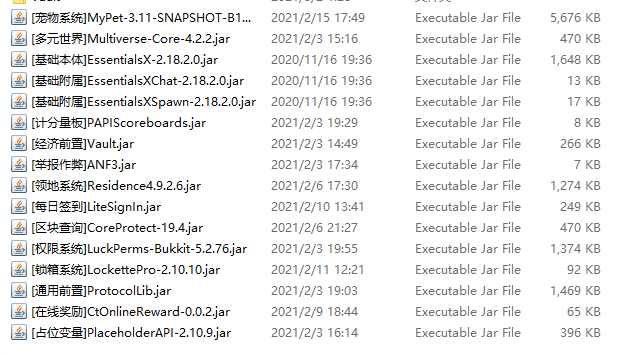 [宠物系统]MyPet-3.11-SNAPSHOT-B1... 2021/2/15 17:49 Executable Jar File 5,676 KB
[多元世界]Multiverse-Core-4.2.2.jar 2021/2/3 15:16 Executable Jar File 470 KB
[基础本体]EssentialsX-2.18.2.0.jar 2020/11/16 19:36 Executable Jar File 1,648 KB
[基础附属]EssentialsXChat-2.18.2.0.jar 2020/11/16 19:36 Executable Jar File 13 KB
[基础附属]EssentialsXSpawn-2.18.2.0.jar 2020/11/16 19:36 Executable Jar File 17 KB
[计分量板]PAPIScoreboards.jar 2021/2/3 19:29 Executable Jar File 8 KB
[经济前置]Vault.jar 2021/2/3 14:49 Executable Jar File 266 KB
[举报作弊]ANF3.jar 2021/2/3 17:34 Executable Jar File 7 KB
[领地系统]Residence4.9.2.6.jar 2021/2/6 17:30 Executable Jar File 1,274 KB
[每日签到]LiteSignIn.jar 2021/2/10 13:41 Executable Jar File 249 KB
[区块查询]CoreProtect-19.4.jar 2021/2/6 21:27 Executable Jar File 470 KB
[权限系统]LuckPerms-Bukkit-5.2.76.jar 2021/2/3 19:55 Executable Jar File 1,374 KB
[锁箱系统]LockettePro-2.10.10.jar 2021/2/11 12:21 Executable Jar File 92 KB
[通用前置]ProtocolLib.jar 2021/2/3 19:03 Executable Jar File 1,469 KB
[在线奖励]CtOnlineReward-0.0.2.jar 2021/2/9 18:44 Executable Jar File 65 KB
[占位变量]PlaceholderAPI-2.10.9.jar 2021/2/3 16:14 Executable Jar File 396 KB